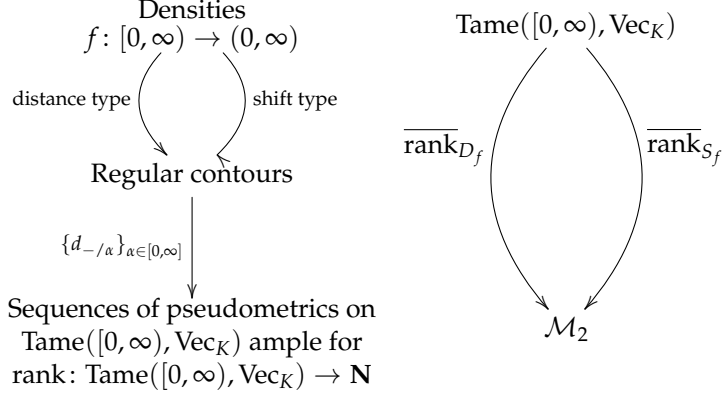 Densities
f : [0, ∞) → (0, ∞)
distance type
shift type
Regular contours
{d_{−/α}}_{α∈[0,∞]}
Sequences of pseudometrics on
Tame([0, ∞), Vec_K) ample for
rank : Tame([0, ∞), Vec_K) → N
Tame([0, ∞), Vec_K)
\overline{rank}_{D_f}
\overline{rank}_{S_f}
M_2